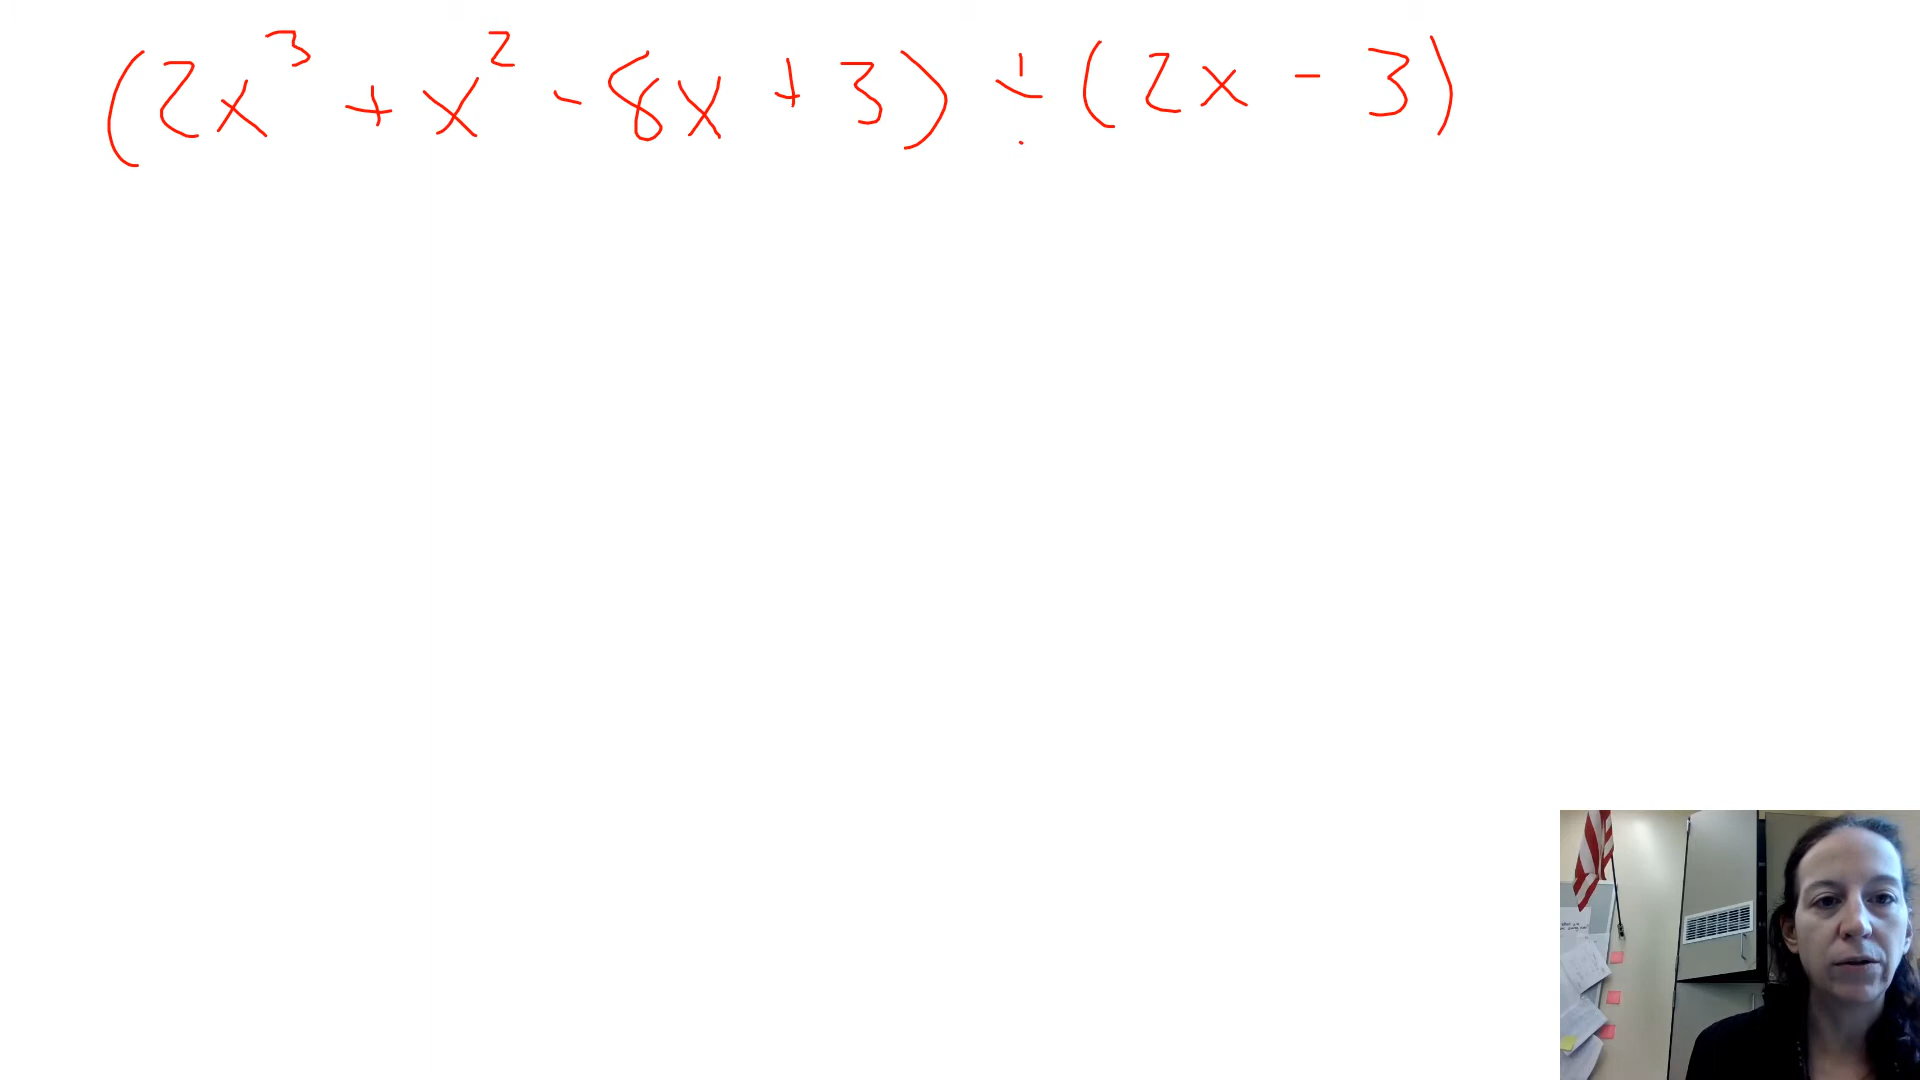 (2x³ + x² - 8x + 3) ÷ (2x - 3)